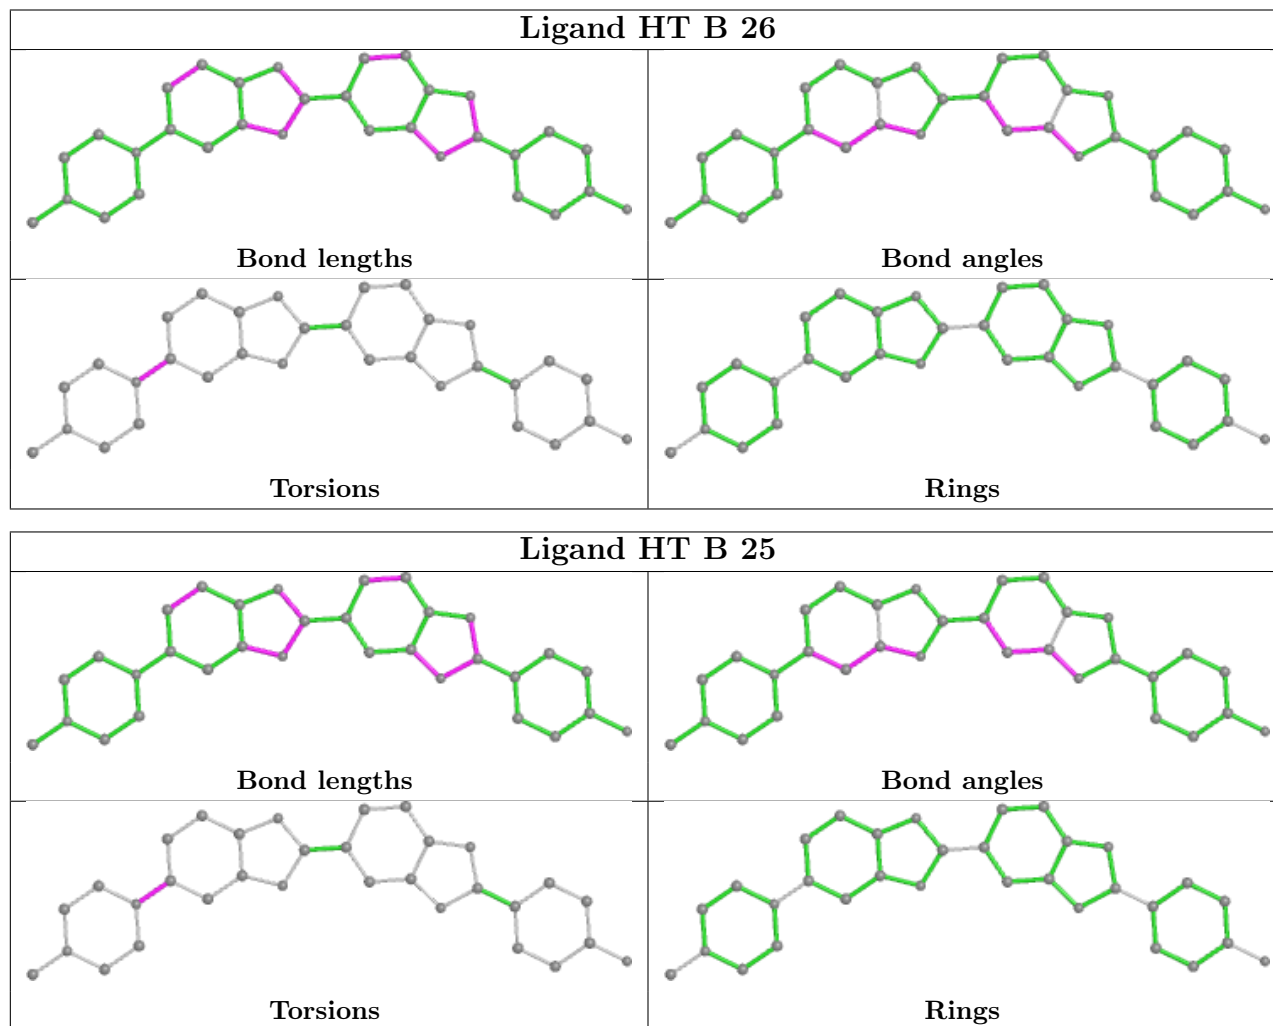 Ligand HT B 26
Bond lengths
Bond angles
Torsions
Rings
Ligand HT B 25
Bond lengths
Bond angles
Torsions
Rings